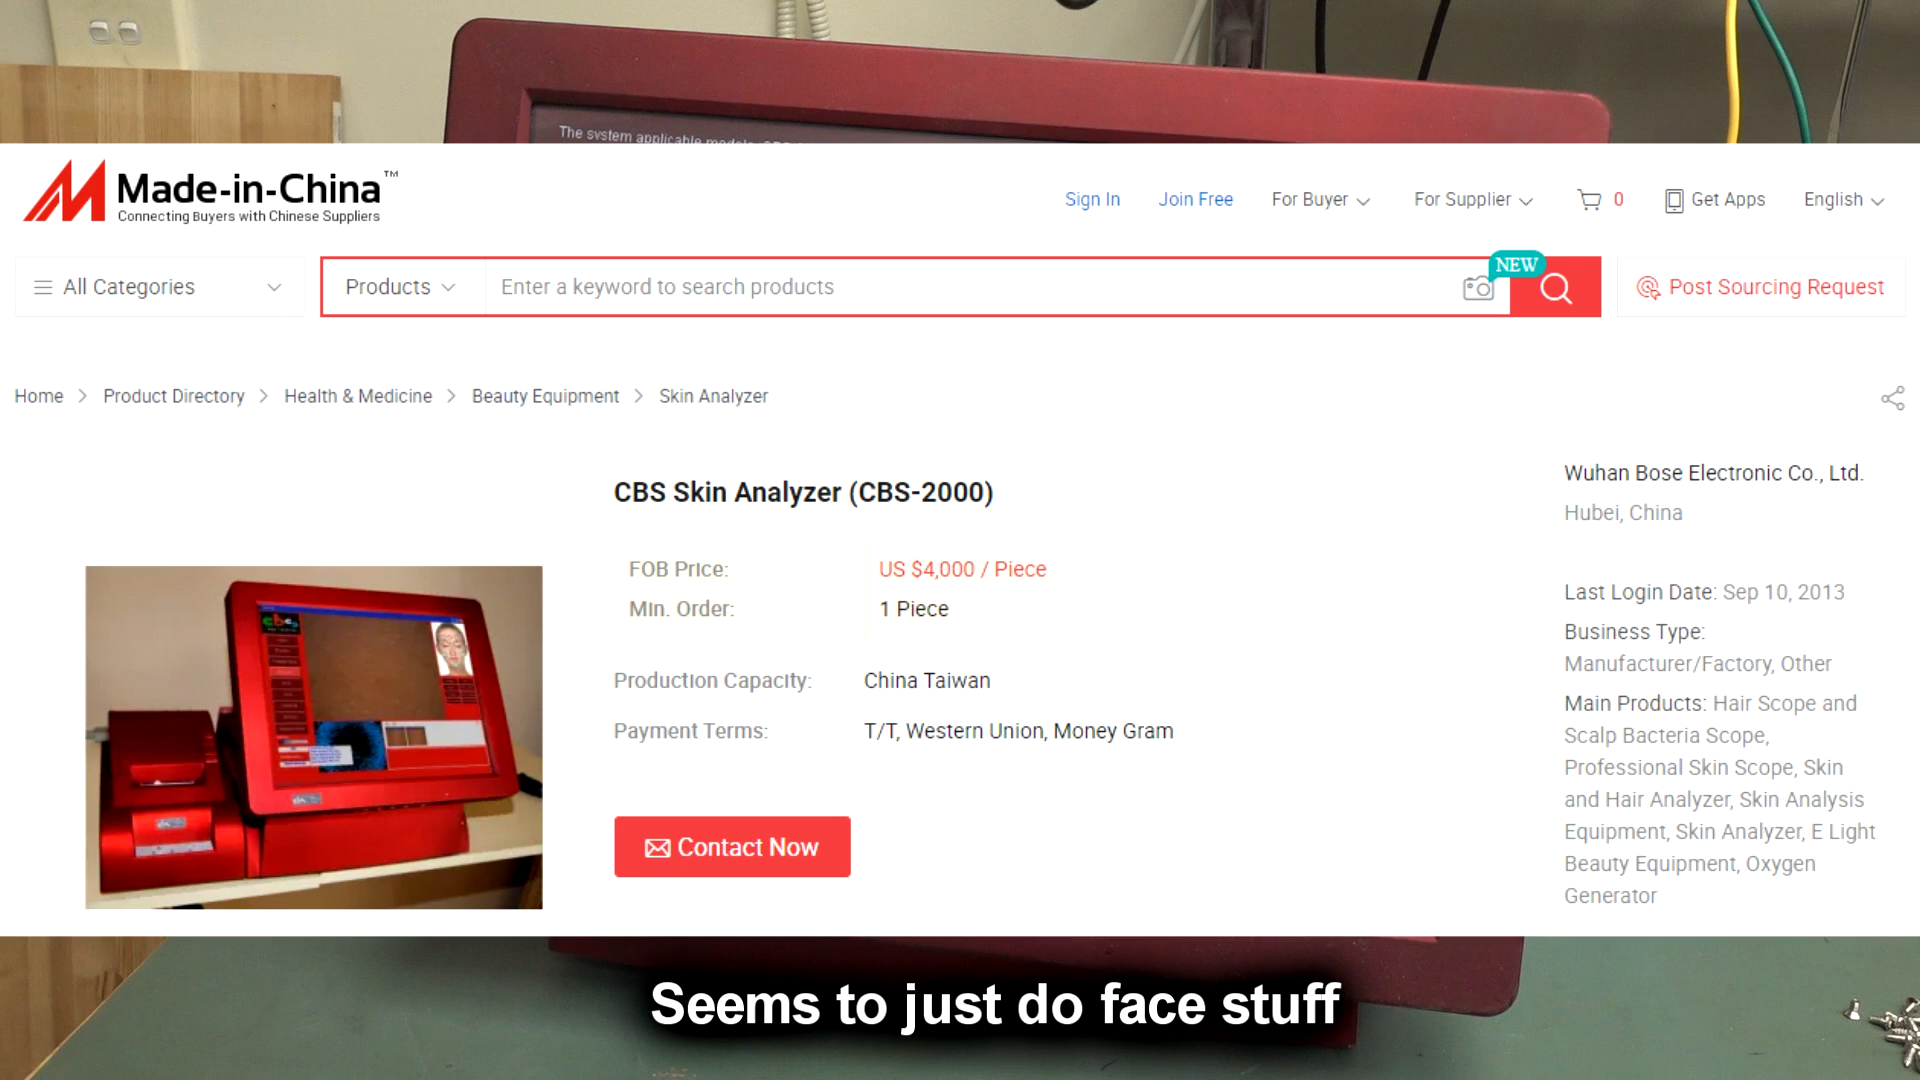 The system applicable
Made-in-China™
Connecting Buyers with Chinese Suppliers
Sign In
Join Free
For Buyer
For Supplier
0
Get Apps
English
All Categories
Products
Enter a keyword to search products
NEW
Post Sourcing Request
Home > Product Directory > Health & Medicine > Beauty Equipment > Skin Analyzer
CBS Skin Analyzer (CBS-2000)
FOB Price: US $4,000 / Piece
Min. Order: 1 Piece
Production Capacity: China Taiwan
Payment Terms: T/T, Western Union, Money Gram
Contact Now
Wuhan Bose Electronic Co., Ltd.
Hubei, China
Last Login Date: Sep 10, 2013
Business Type:
Manufacturer/Factory, Other
Main Products: Hair Scope and
Scalp Bacteria Scope,
Professional Skin Scope, Skin
and Hair Analyzer, Skin Analysis
Equipment, Skin Analyzer, E Light
Beauty Equipment, Oxygen
Generator
Seems to just do face stuff